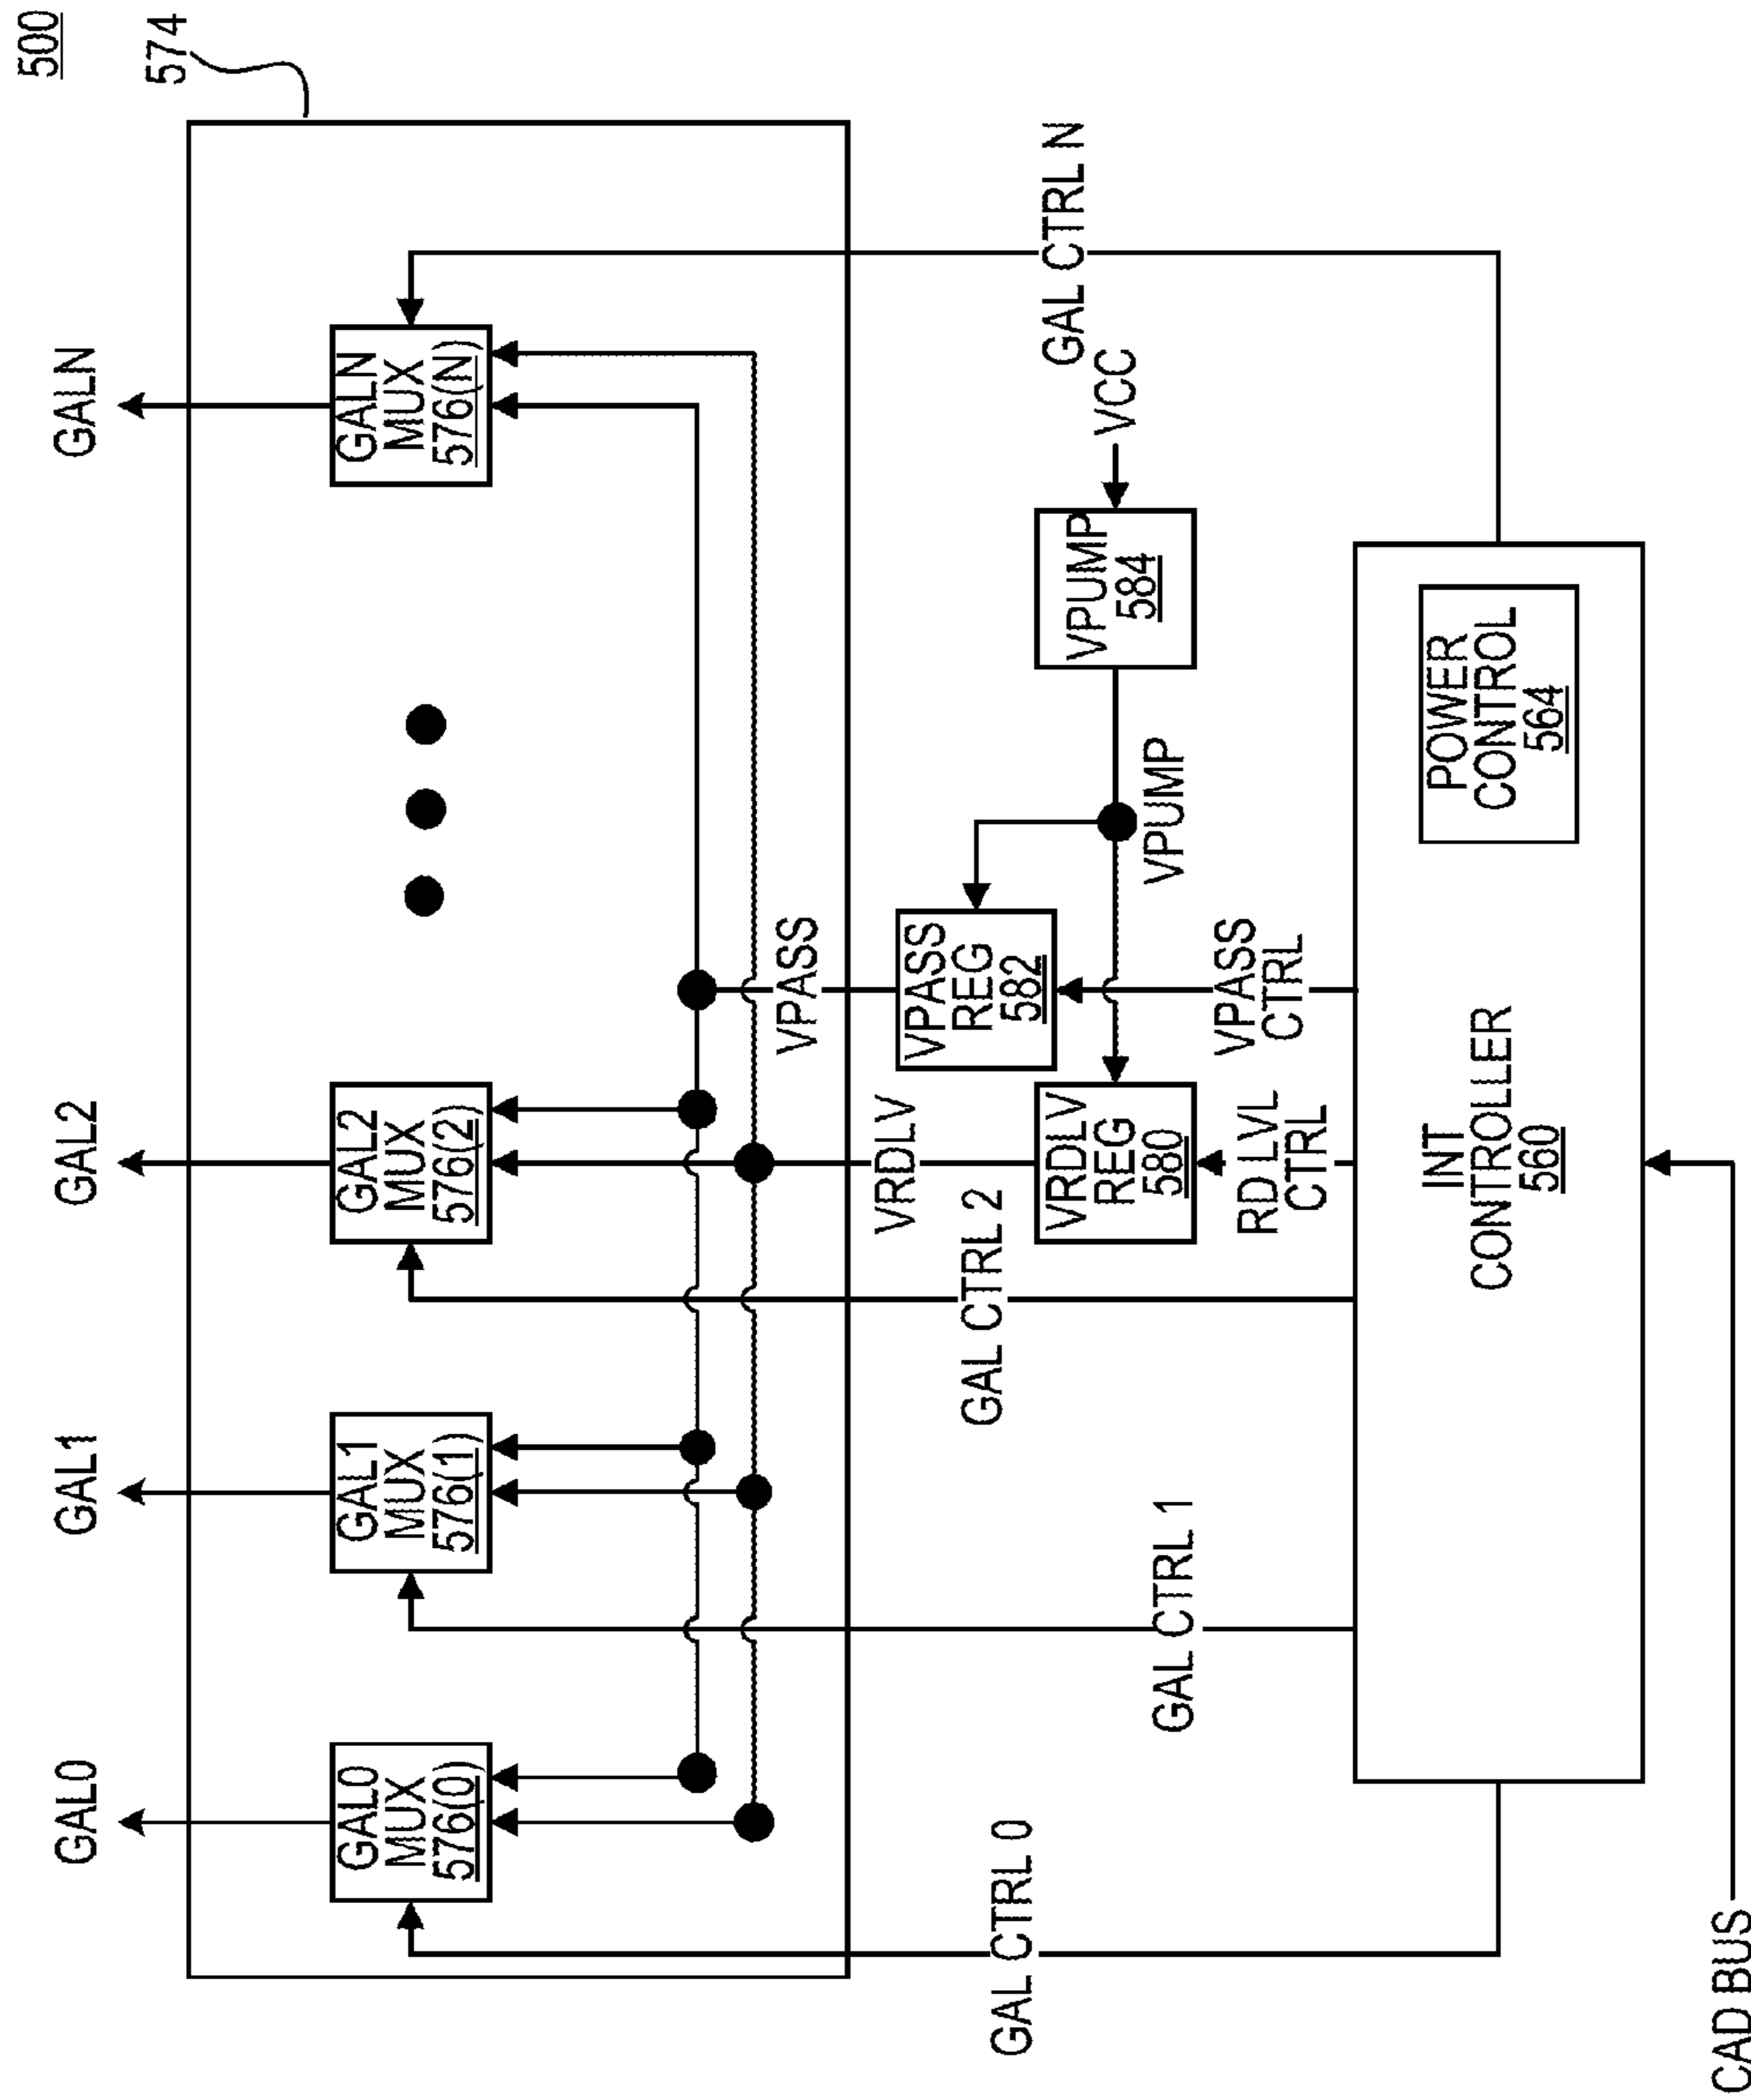 500
574
GAL0
GAL1
GAL2
GALN
GAL0
MUX
576(0)
GAL1
MUX
576(1)
GAL2
MUX
576(2)
GALN
MUX
576(N)
VPASS
VRDLV
VPASS
REG
582
GAL CTRL 0
GAL CTRL 1
GAL CTRL 2
GAL CTRL N
VRDLV
REG
580
VPUMP
584
VCC
VPUMP
RD LVL
CTRL
VPASS
CTRL
INT
CONTROLLER
560
POWER
CONTROL
564
CAD BUS